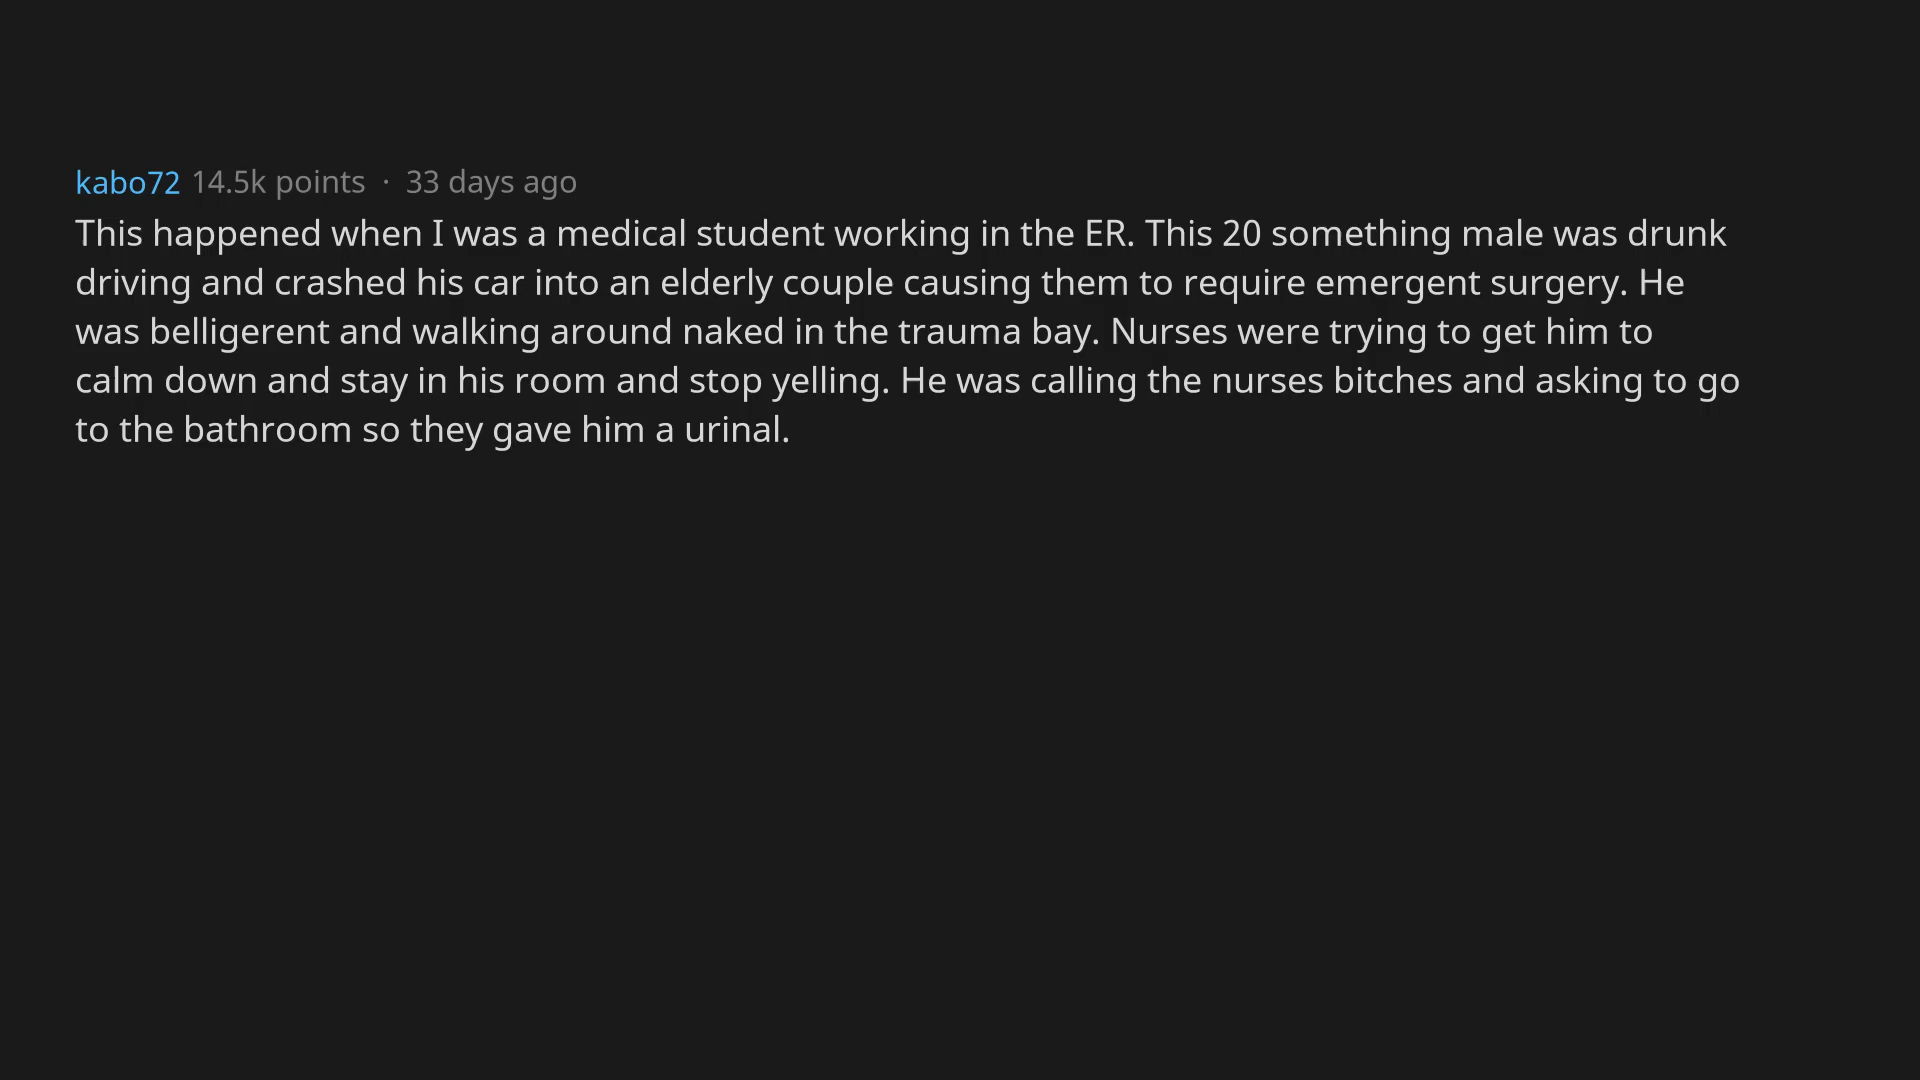 kabo72 14.5k points · 33 days ago
This happened when I was a medical student working in the ER. This 20 something male was drunk
driving and crashed his car into an elderly couple causing them to require emergent surgery. He
was belligerent and walking around naked in the trauma bay. Nurses were trying to get him to
calm down and stay in his room and stop yelling. He was calling the nurses bitches and asking to go
to the bathroom so they gave him a urinal.